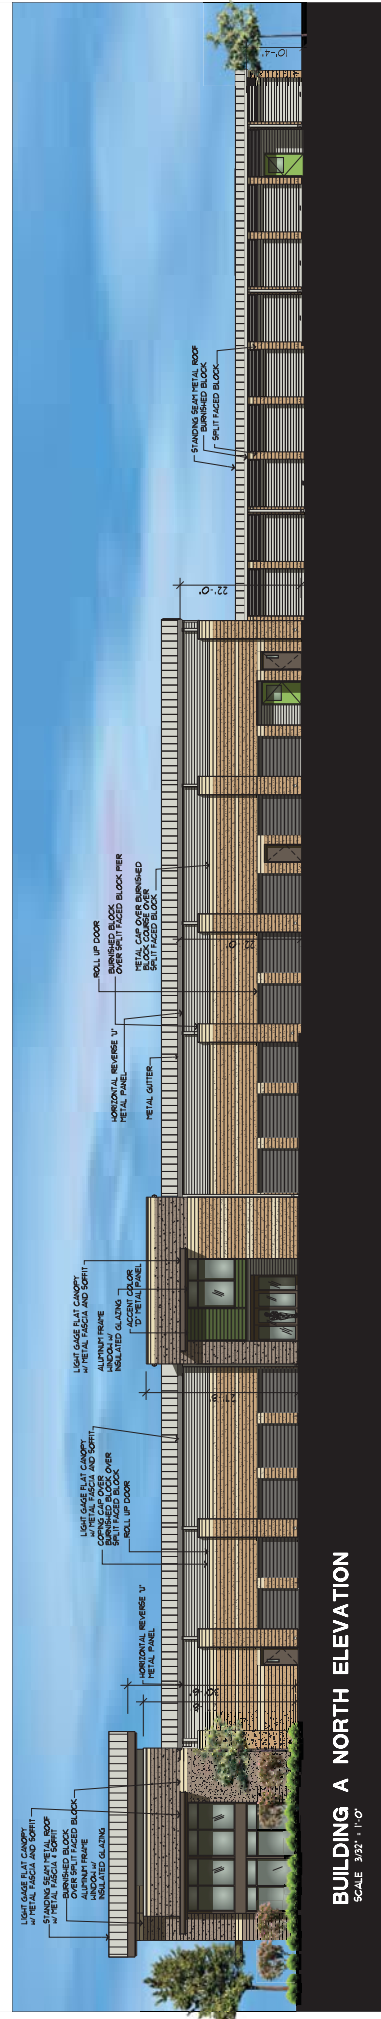 LIGHT GAGE FLAT CANOPY
W/ METAL FASCIA AND SOFFIT
STANDING SEAM METAL ROOF
W/ METAL FASCIA & SOFFIT
BURNISHED BLOCK
OVER SPLIT FACED BLOCK
ALUMINUM FRAME
WINDOW W/
INSULATED GLAZING
HORIZONTAL REVERSE 'U'
METAL PANEL
LIGHT GAGE FLAT CANOPY
W/ METAL FASCIA AND SOFFIT
COPING CAP OVER
BURNISHED BLOCK OVER
SPLIT FACED BLOCK
ROLL UP DOOR
LIGHT GAGE FLAT CANOPY
W/ METAL FASCIA AND SOFFIT
ALUMINUM FRAME
WINDOW W/
INSULATED GLAZING
ACCENT COLOR
'D' METAL PANEL
HORIZONTAL REVERSE 'U'
METAL PANEL
METAL GUTTER
ROLL UP DOOR
BURNISHED BLOCK
OVER SPLIT FACED BLOCK PIER
METAL CAP OVER BURNISHED
BLOCK COURSE OVER
SPLIT FACED BLOCK
22'-0"
22'-0"
STANDING SEAM METAL ROOF
BURNISHED BLOCK
SPLIT FACED BLOCK
10'-4"
BUILDING A NORTH ELEVATION
SCALE 3/32" = 1'-0"